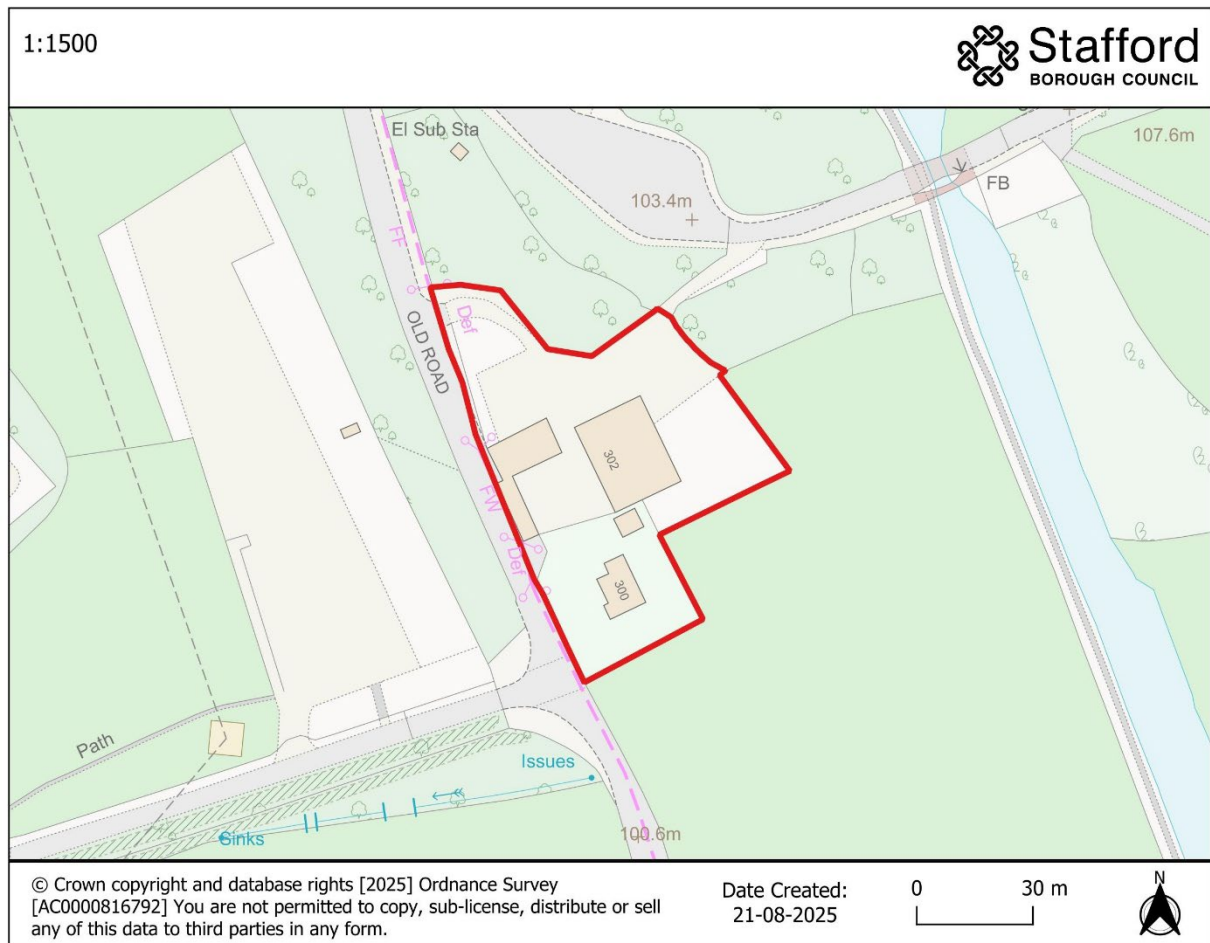 1:1500
Stafford
BOROUGH COUNCIL
El Sub Sta
107.6m
FB
103.4m
FF
Def
OLD ROAD
302
FW
Def
300
Path
Issues
Sinks
100.6m
© Crown copyright and database rights [2025] Ordnance Survey
[AC0000816792] You are not permitted to copy, sub-license, distribute or sell
any of this data to third parties in any form.
Date Created:
21-08-2025
0 30 m
N